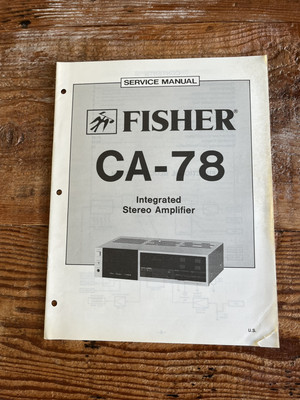 SERVICE MANUAL
FISHER®
CA-78
Integrated
Stereo Amplifier
U.S.